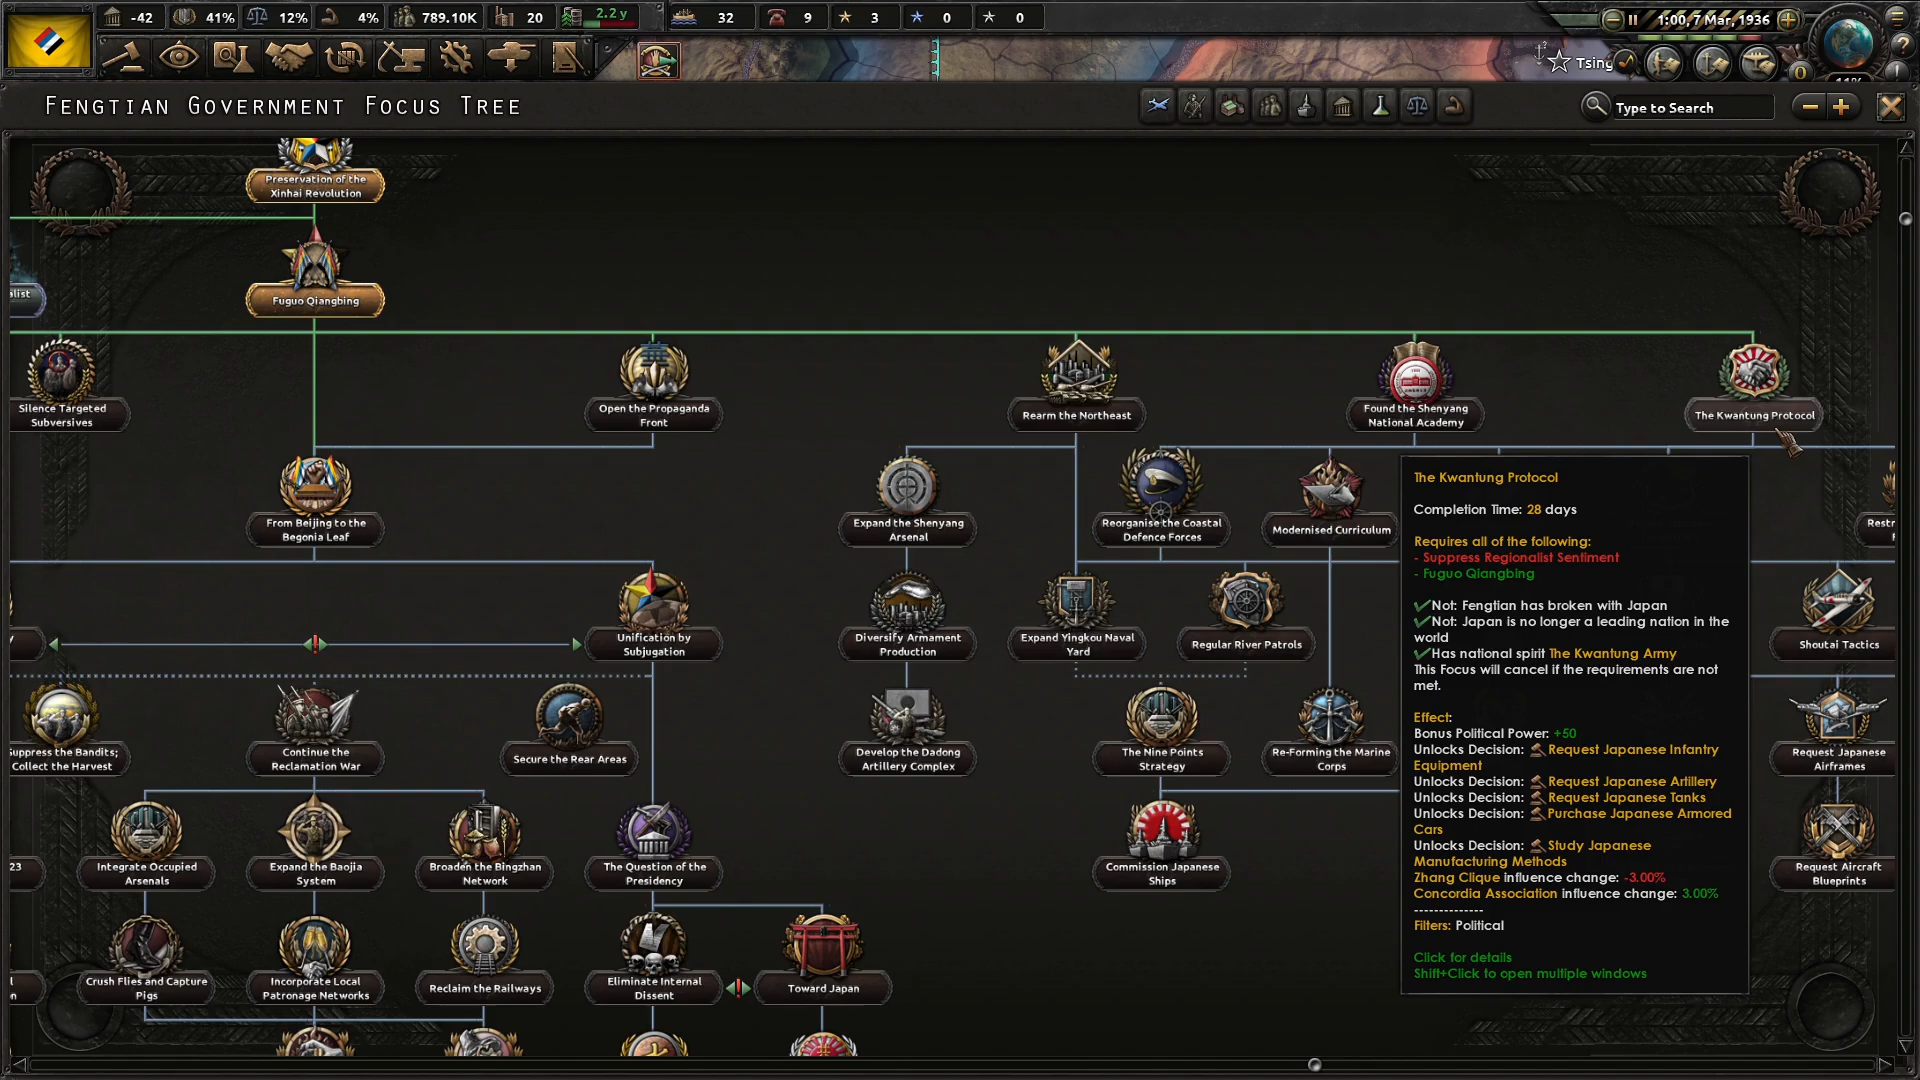 -42
41%
12%
4%
789.10K
20
2.2 y
32
9
3
0
0
1:00, 7 Mar, 1936
Tsing
0
11%
Fengtian Government Focus Tree
Type to Search
Preservation of the
Xinhai Revolution
alist
Fuguo Qiangbing
Silence Targeted
Subversives
Open the Propaganda
Front
Rearm the Northeast
Found the Shenyang
National Academy
The Kwantung Protocol
From Beijing to the
Begonia Leaf
Expand the Shenyang
Arsenal
Reorganise the Coastal
Defence Forces
Modernised Curriculum
Restr
y
Unification by
Subjugation
Diversify Armament
Production
Expand Yingkou Naval
Yard
Regular River Patrols
Shoutai Tactics
Suppress the Bandits;
Collect the Harvest
Continue the
Reclamation War
Secure the Rear Areas
Develop the Dadong
Artillery Complex
The Nine Points
Strategy
Re-Forming the Marine
Corps
Request Japanese
Airframes
23
Integrate Occupied
Arsenals
Expand the Baojia
System
Broaden the Bingzhan
Network
The Question of the
Presidency
Commission Japanese
Ships
Request Aircraft
Blueprints
Crush Flies and Capture
Pigs
Incorporate Local
Patronage Networks
Reclaim the Railways
Eliminate Internal
Dissent
Toward Japan
The Kwantung Protocol
Completion Time: 28 days
Requires all of the following:
- Suppress Regionalist Sentiment
- Fuguo Qiangbing
Not: Fengtian has broken with Japan
Not: Japan is no longer a leading nation in the
world
Has national spirit The Kwantung Army
This Focus will cancel if the requirements are not
met.
Effect:
Bonus Political Power: +50
Unlocks Decision: Request Japanese Infantry
Equipment
Unlocks Decision: Request Japanese Artillery
Unlocks Decision: Request Japanese Tanks
Unlocks Decision: Purchase Japanese Armored
Cars
Unlocks Decision: Study Japanese
Manufacturing Methods
Zhang Clique influence change: -3.00%
Concordia Association influence change: 3.00%
--------------
Filters: Political
Click for details
Shift+Click to open multiple windows